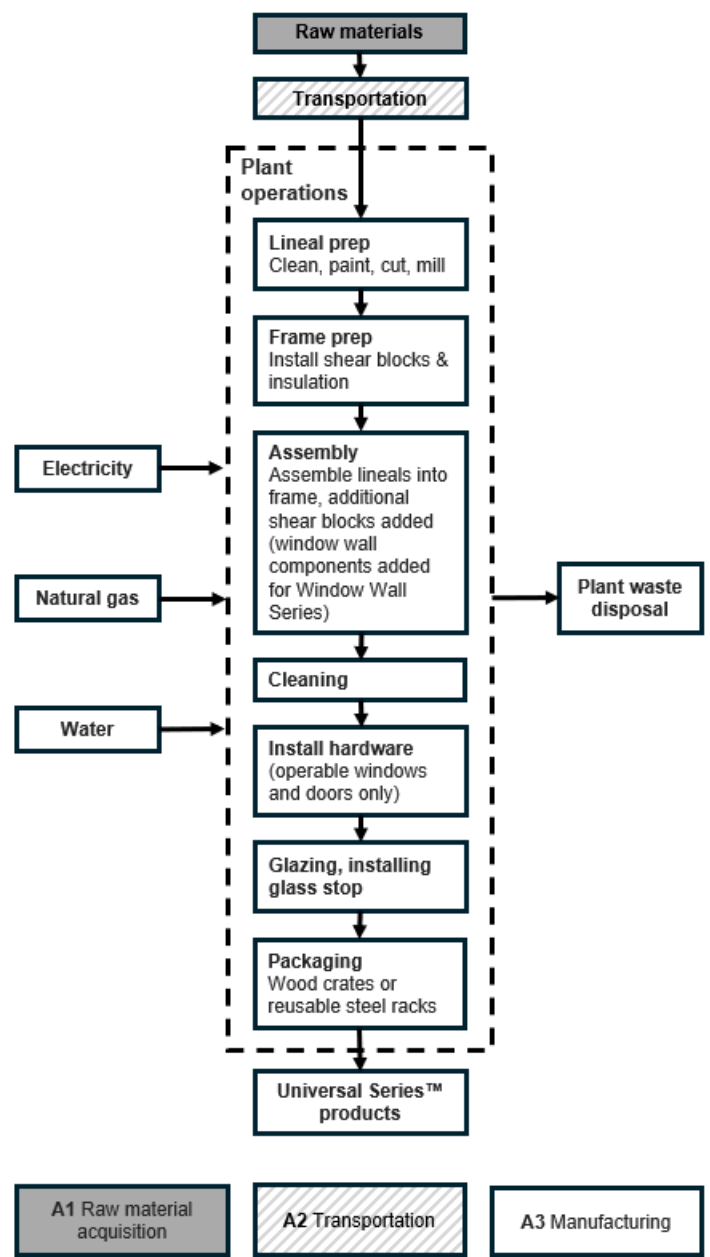 Raw materials
Transportation
Plant
operations
Lineal prep
Clean, paint, cut, mill
Frame prep
Install shear blocks &
insulation
Assembly
Assemble lineals into
frame, additional
shear blocks added
(window wall
components added
for Window Wall
Series)
Electricity
Natural gas
Water
Plant waste
disposal
Cleaning
Install hardware
(operable windows
and doors only)
Glazing, installing
glass stop
Packaging
Wood crates or
reusable steel racks
Universal Series™
products
A1 Raw material
acquisition
A2 Transportation
A3 Manufacturing